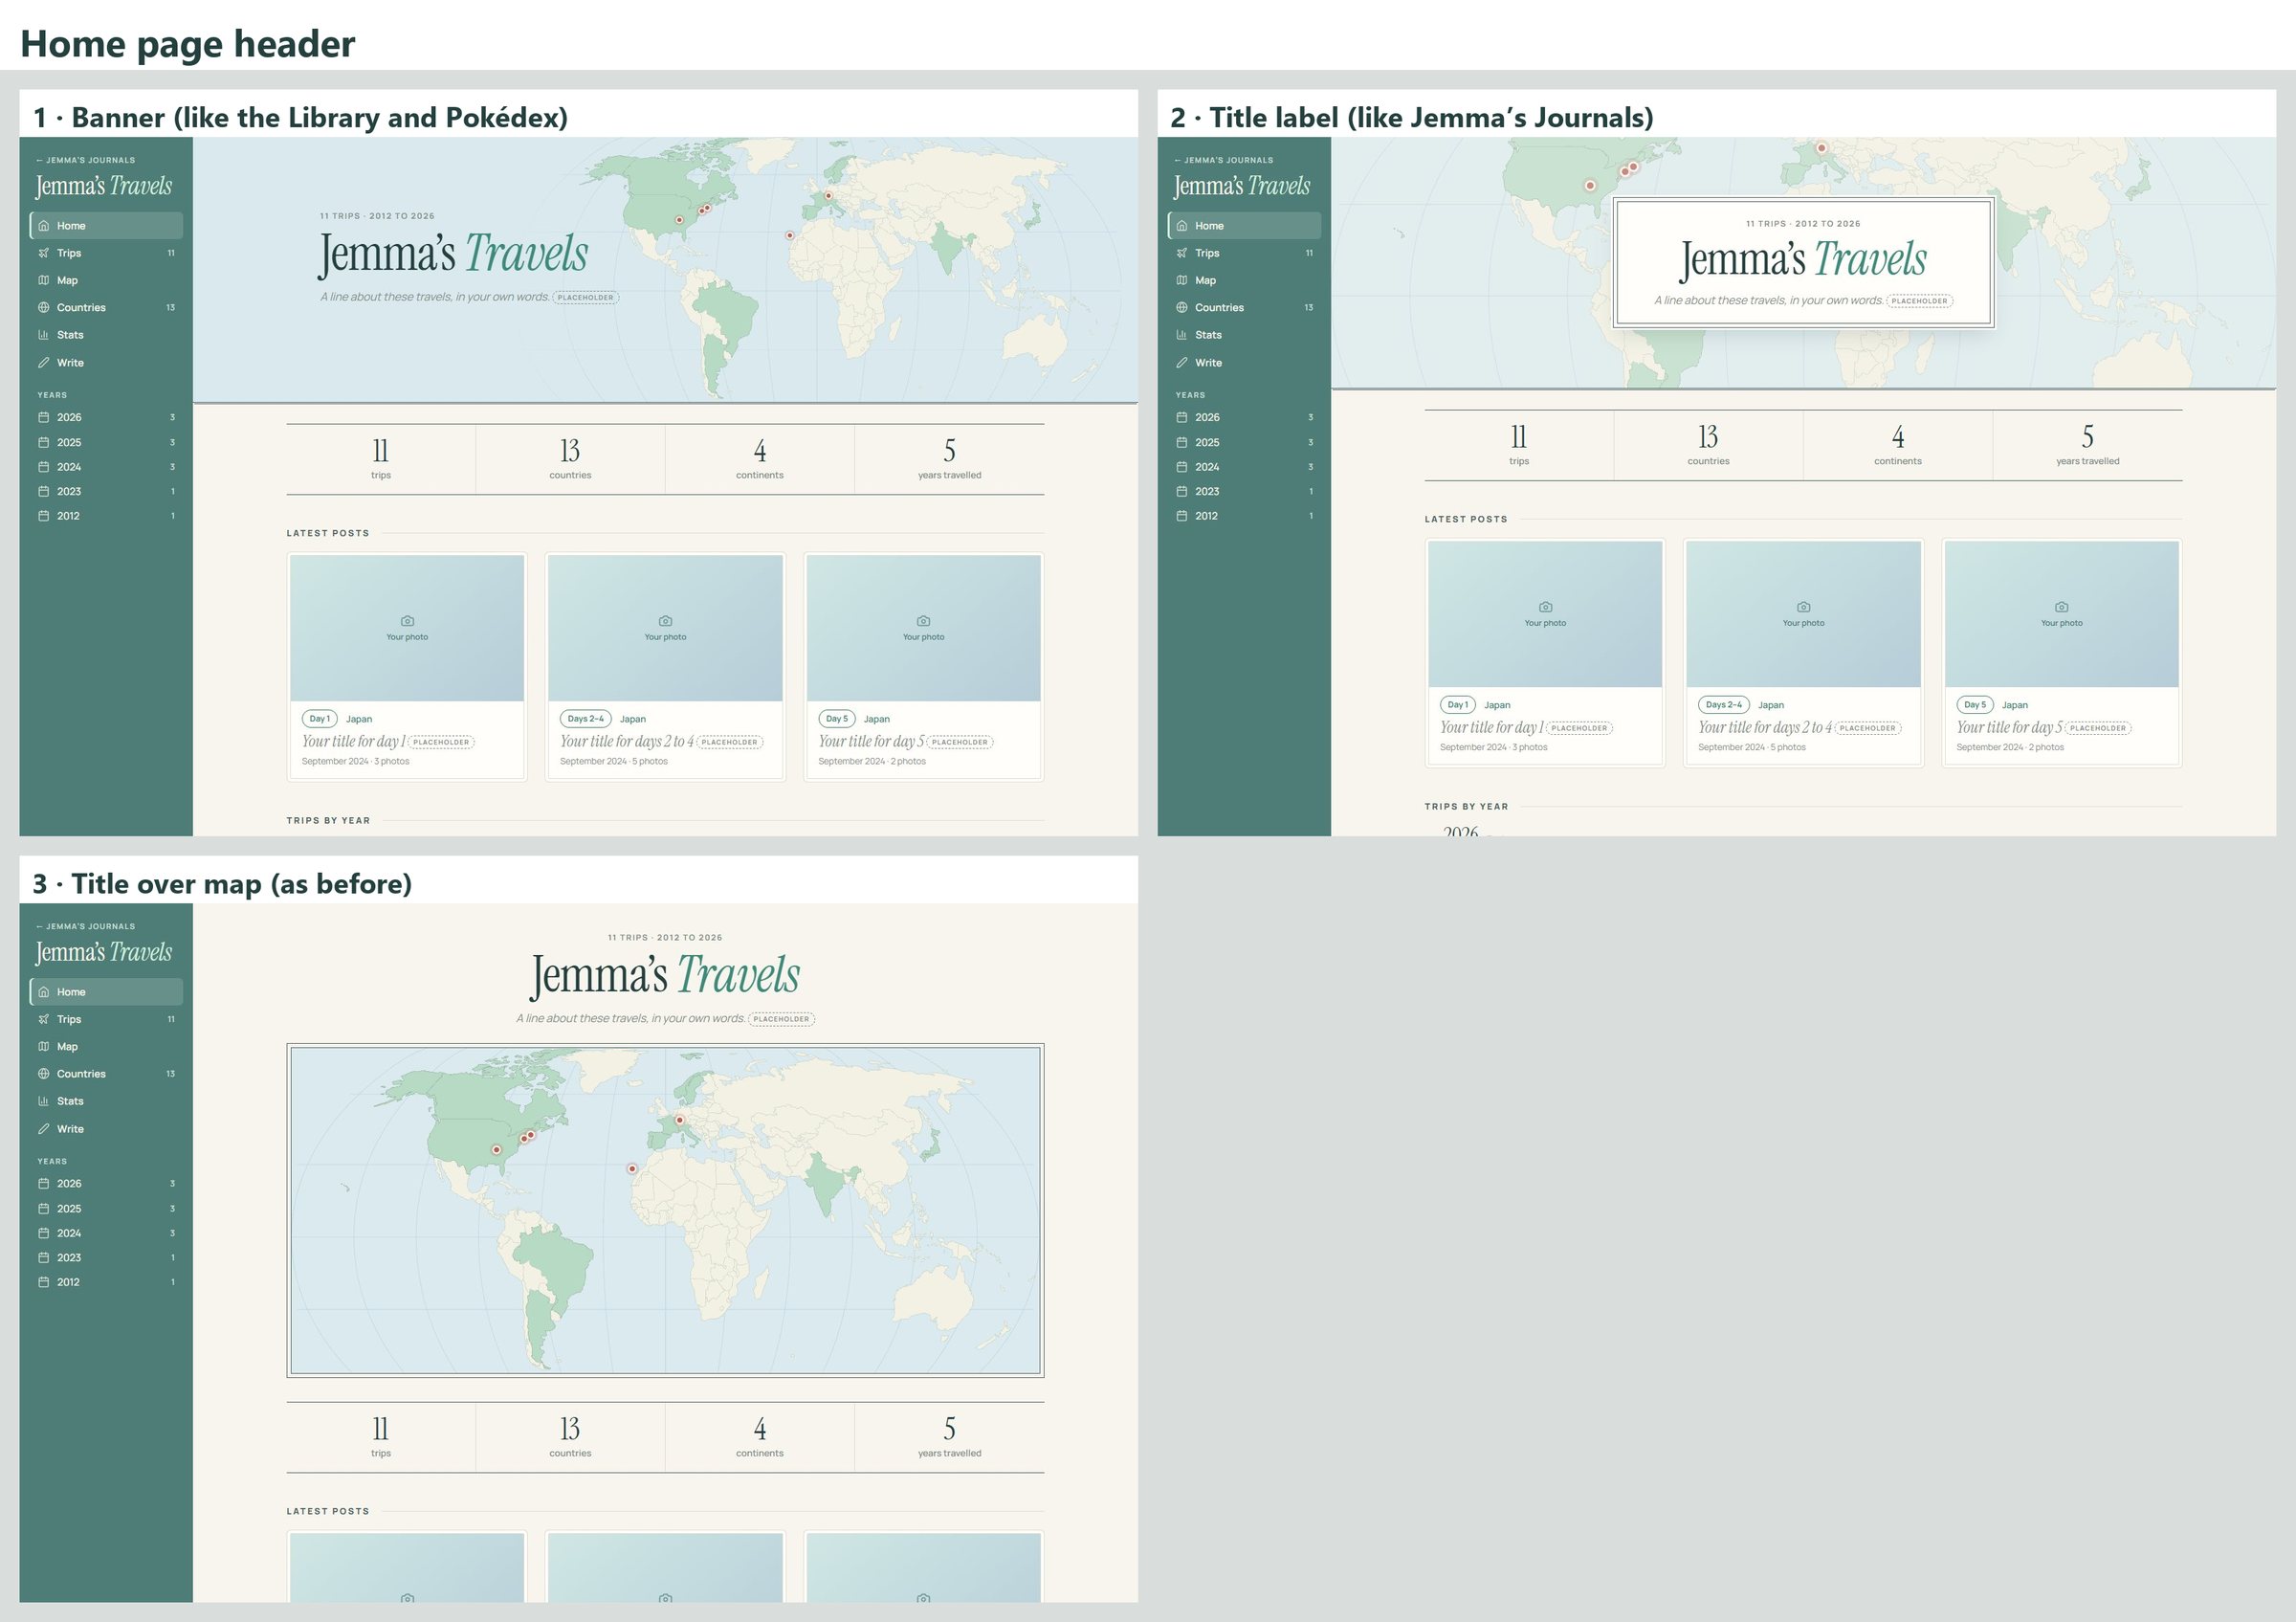 Home page header
1 · Banner (like the Library and Pokédex)
← JEMMA'S JOURNALS
Jemma's Travels
Home
Trips 11
Map
Countries 13
Stats
Write
YEARS
2026 3
2025 3
2024 3
2023 1
2012 1
11 TRIPS · 2012 TO 2026
Jemma's Travels
A line about these travels, in your own words. PLACEHOLDER
11 13 4 5
trips countries continents years travelled
LATEST POSTS
Your photo Your photo Your photo
Day 1 Japan Days 2–4 Japan Day 5 Japan
Your title for day 1 PLACEHOLDER Your title for days 2 to 4 PLACEHOLDER Your title for day 5 PLACEHOLDER
September 2024 · 3 photos September 2024 · 5 photos September 2024 · 2 photos
TRIPS BY YEAR
2 · Title label (like Jemma's Journals)
← JEMMA'S JOURNALS
Jemma's Travels
Home
Trips 11
Map
Countries 13
Stats
Write
YEARS
2026 3
2025 3
2024 3
2023 1
2012 1
11 TRIPS · 2012 TO 2026
Jemma's Travels
A line about these travels, in your own words. PLACEHOLDER
11 13 4 5
trips countries continents years travelled
LATEST POSTS
Your photo Your photo Your photo
Day 1 Japan Days 2–4 Japan Day 5 Japan
Your title for day 1 PLACEHOLDER Your title for days 2 to 4 PLACEHOLDER Your title for day 5 PLACEHOLDER
September 2024 · 3 photos September 2024 · 5 photos September 2024 · 2 photos
TRIPS BY YEAR
2026
3 · Title over map (as before)
← JEMMA'S JOURNALS
Jemma's Travels
Home
Trips 11
Map
Countries 13
Stats
Write
YEARS
2026 3
2025 3
2024 3
2023 1
2012 1
11 TRIPS · 2012 TO 2026
Jemma's Travels
A line about these travels, in your own words. PLACEHOLDER
11 13 4 5
trips countries continents years travelled
LATEST POSTS